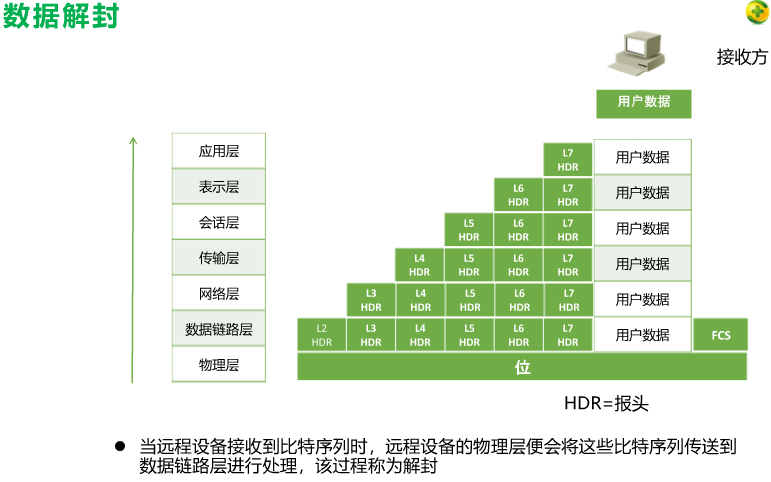 数据解封
接收方
用户数据
应用层 L7 HDR 用户数据
表示层 L6 HDR L7 HDR 用户数据
会话层 L5 HDR L6 HDR L7 HDR 用户数据
传输层 L4 HDR L5 HDR L6 HDR L7 HDR 用户数据
网络层 L3 HDR L4 HDR L5 HDR L6 HDR L7 HDR 用户数据
数据链路层 L2 HDR L3 HDR L4 HDR L5 HDR L6 HDR L7 HDR 用户数据 FCS
物理层 位
HDR=报头
● 当远程设备接收到比特序列时，远程设备的物理层便会将这些比特序列传送到
数据链路层进行处理，该过程称为解封